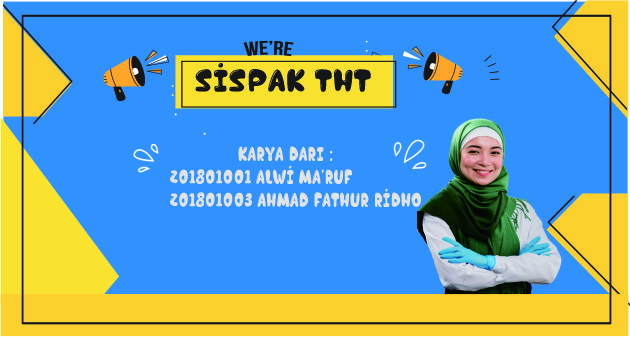 WE'RE
SİSPAK THT
KARYA DARI :
201801001 ALWİ MA'RUF
201801003 AHMAD FATHUR RİDHO